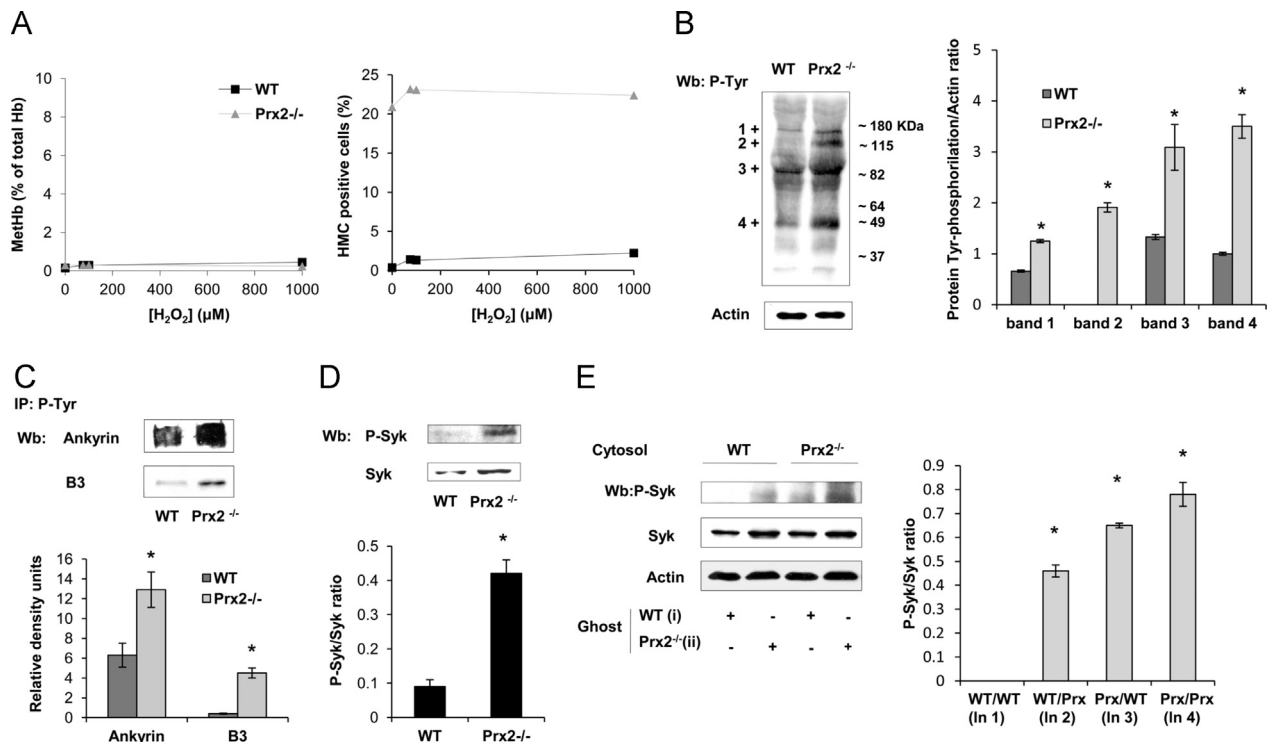 A
MetHb (% of total Hb)
10
8
6
4
2
0
WT
Prx2-/-
0 200 400 600 800 1000
[H2O2] (μM)
HMC positive cells (%)
25
20
15
10
5
0
0 200 400 600 800 1000
[H2O2] (μM)
B
Wb: P-Tyr
WT Prx2 -/-
1 +
2 +
3 +
4 +
~ 180 KDa
~ 115
~ 82
~ 64
~ 49
~ 37
Actin
Protein Tyr-phosphorilation/Actin ratio
5
4
3
2
1
0
WT
Prx2-/-
* * * *
band 1 band 2 band 3 band 4
C
IP: P-Tyr
Wb: Ankyrin
B3
WT Prx2 -/-
Relative density units
16
14
12
10
8
6
4
2
0
WT
Prx2-/-
* *
Ankyrin B3
D
Wb: P-Syk
Syk
WT Prx2 -/-
P-Syk/Syk ratio
0.5
0.4
0.3
0.2
0.1
0
*
WT Prx2-/-
E
Cytosol WT Prx2-/-
Wb:P-Syk
Syk
Actin
Ghost
WT (i) + - + -
Prx2-/-(ii) - + - +
P-Syk/Syk ratio
0.9
0.8
0.7
0.6
0.5
0.4
0.3
0.2
0.1
0
* * *
WT/WT WT/Prx Prx/WT Prx/Prx
(ln 1) (ln 2) (ln 3) (ln 4)